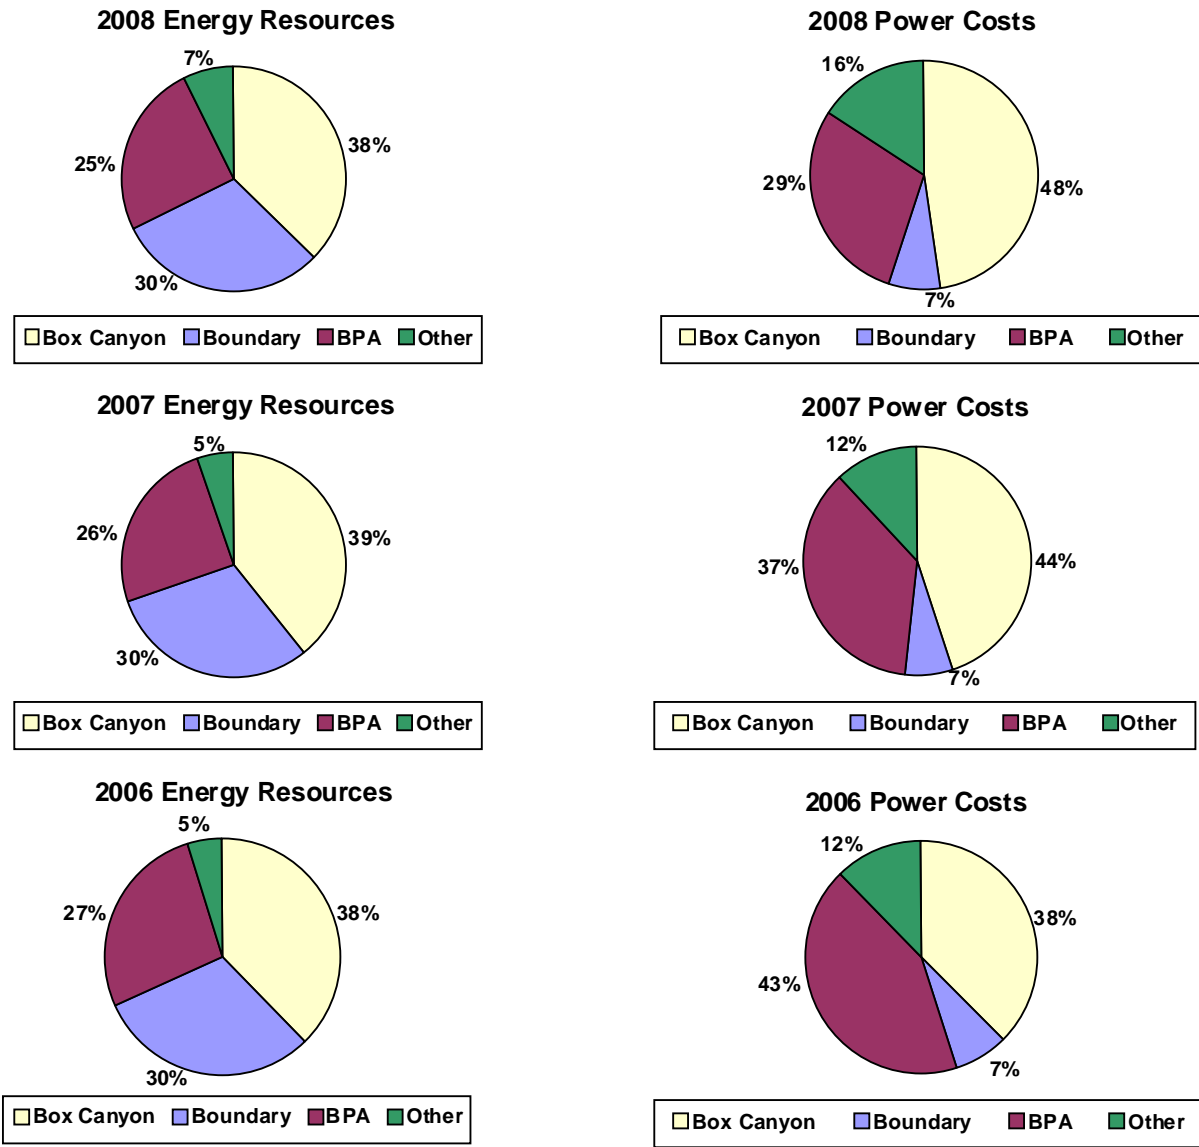 2008 Energy Resources
7%
38%
25%
30%
Box Canyon Boundary BPA Other
2008 Power Costs
16%
29%
48%
7%
Box Canyon Boundary BPA Other
2007 Energy Resources
5%
26%
39%
30%
Box Canyon Boundary BPA Other
2007 Power Costs
12%
37%
44%
7%
Box Canyon Boundary BPA Other
2006 Energy Resources
5%
27%
38%
30%
Box Canyon Boundary BPA Other
2006 Power Costs
12%
38%
43%
7%
Box Canyon Boundary BPA Other